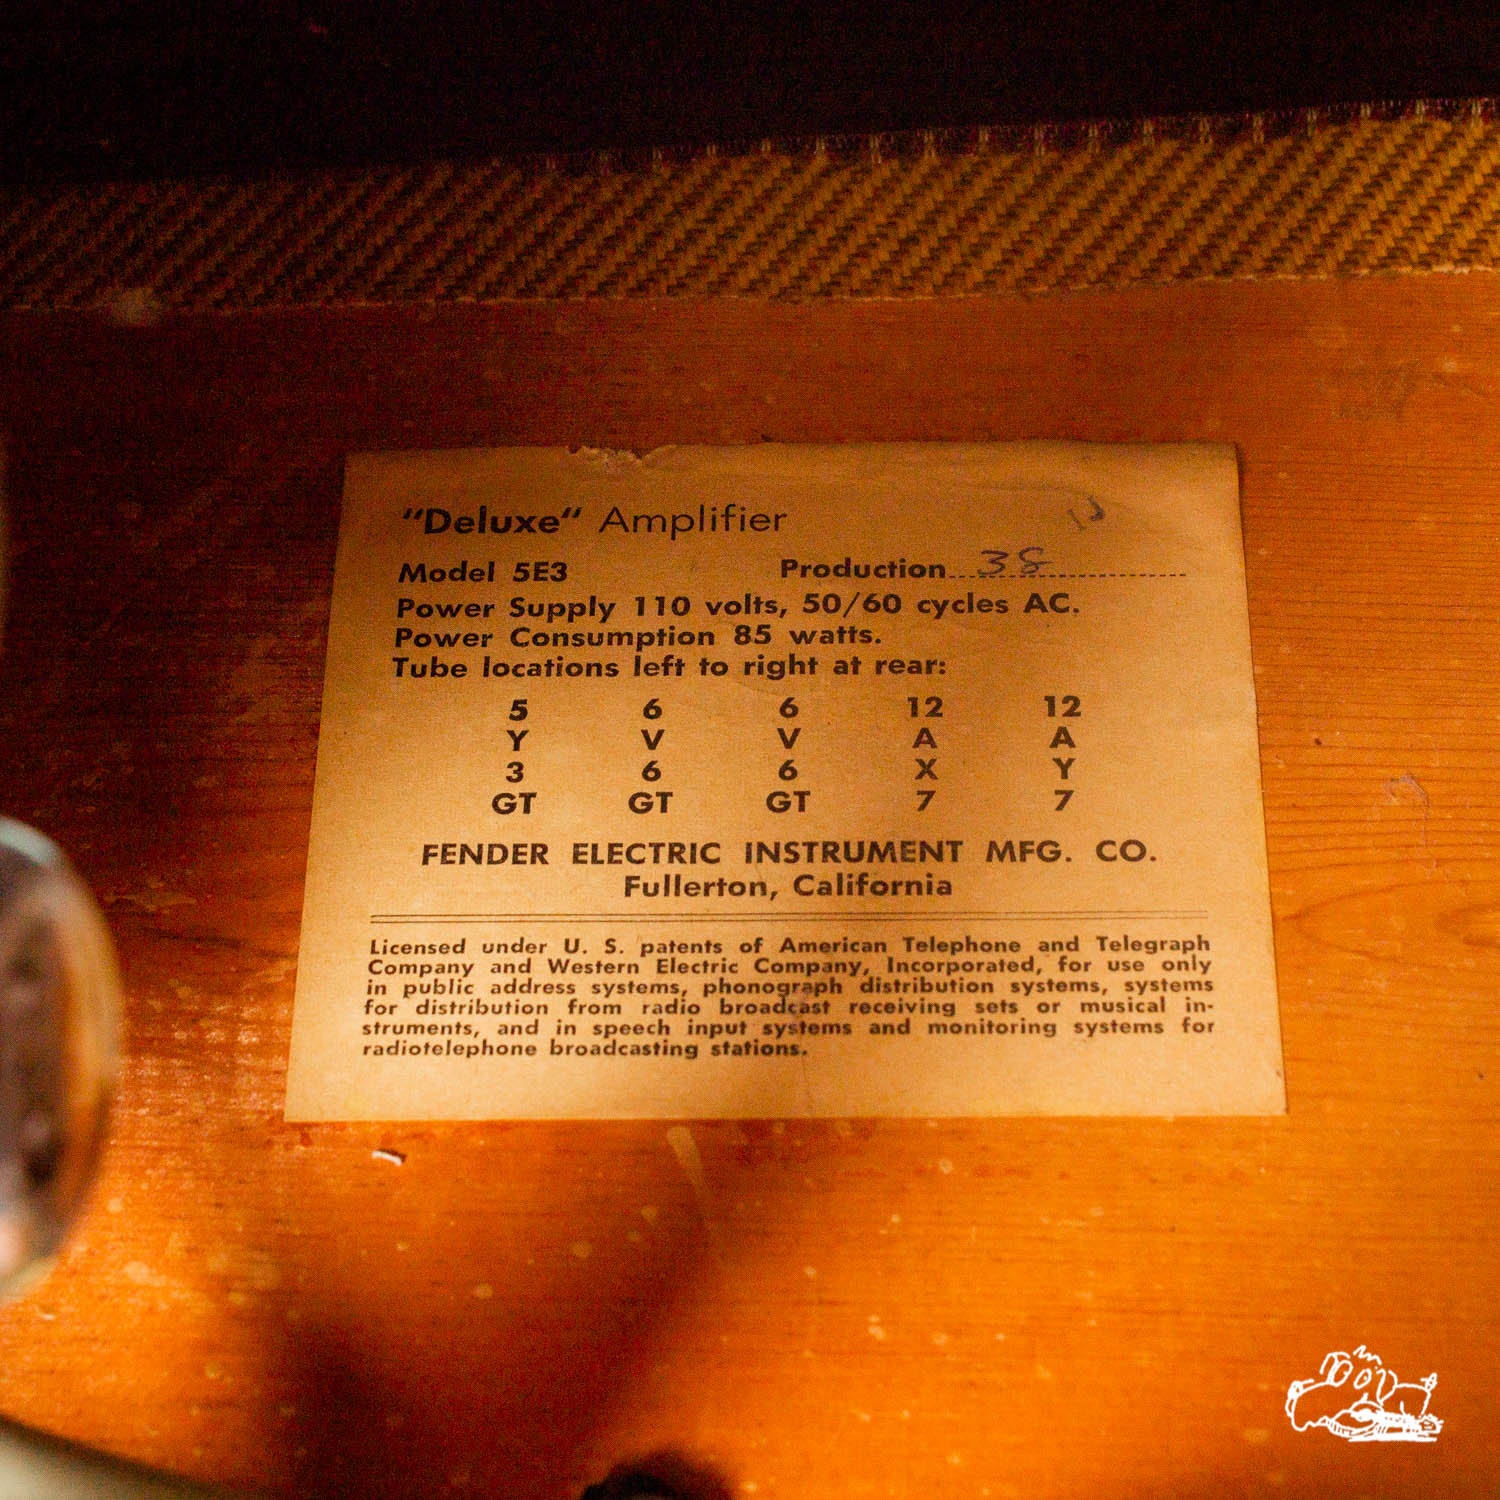 “Deluxe” Amplifier
Model 5E3 Production 38
Power Supply 110 volts, 50/60 cycles AC.
Power Consumption 85 watts.
Tube locations left to right at rear:
5 6 6 12 12
Y V V A A
3 6 6 X Y
GT GT GT 7 7
FENDER ELECTRIC INSTRUMENT MFG. CO.
Fullerton, California
Licensed under U. S. patents of American Telephone and Telegraph
Company and Western Electric Company, Incorporated, for use only
in public address systems, phonograph distribution systems, systems
for distribution from radio broadcast receiving sets or musical in-
struments, and in speech input systems and monitoring systems for
radiotelephone broadcasting stations.